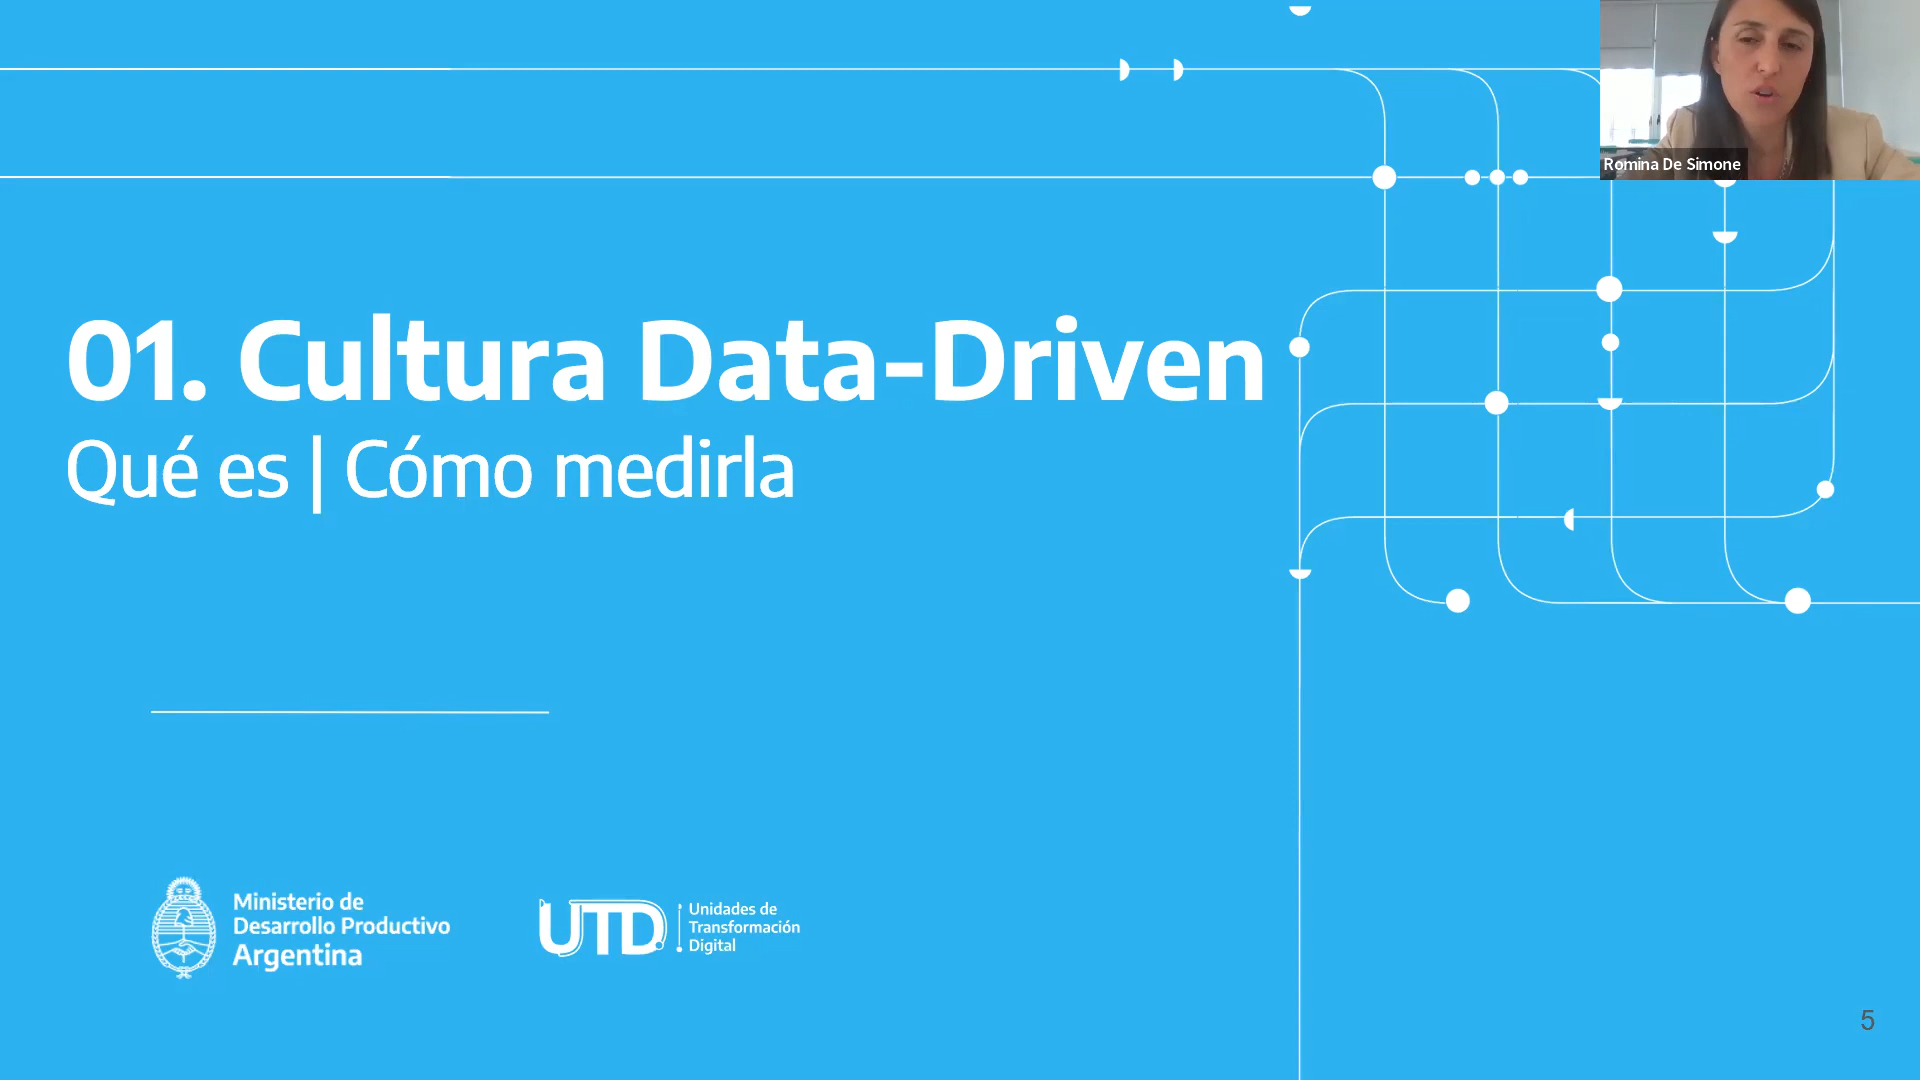 Romina De Simone
01. Cultura Data-Driven
Qué es | Cómo medirla
Ministerio de
Desarrollo Productivo
Argentina
UTD
Unidades de
Transformación
Digital
5